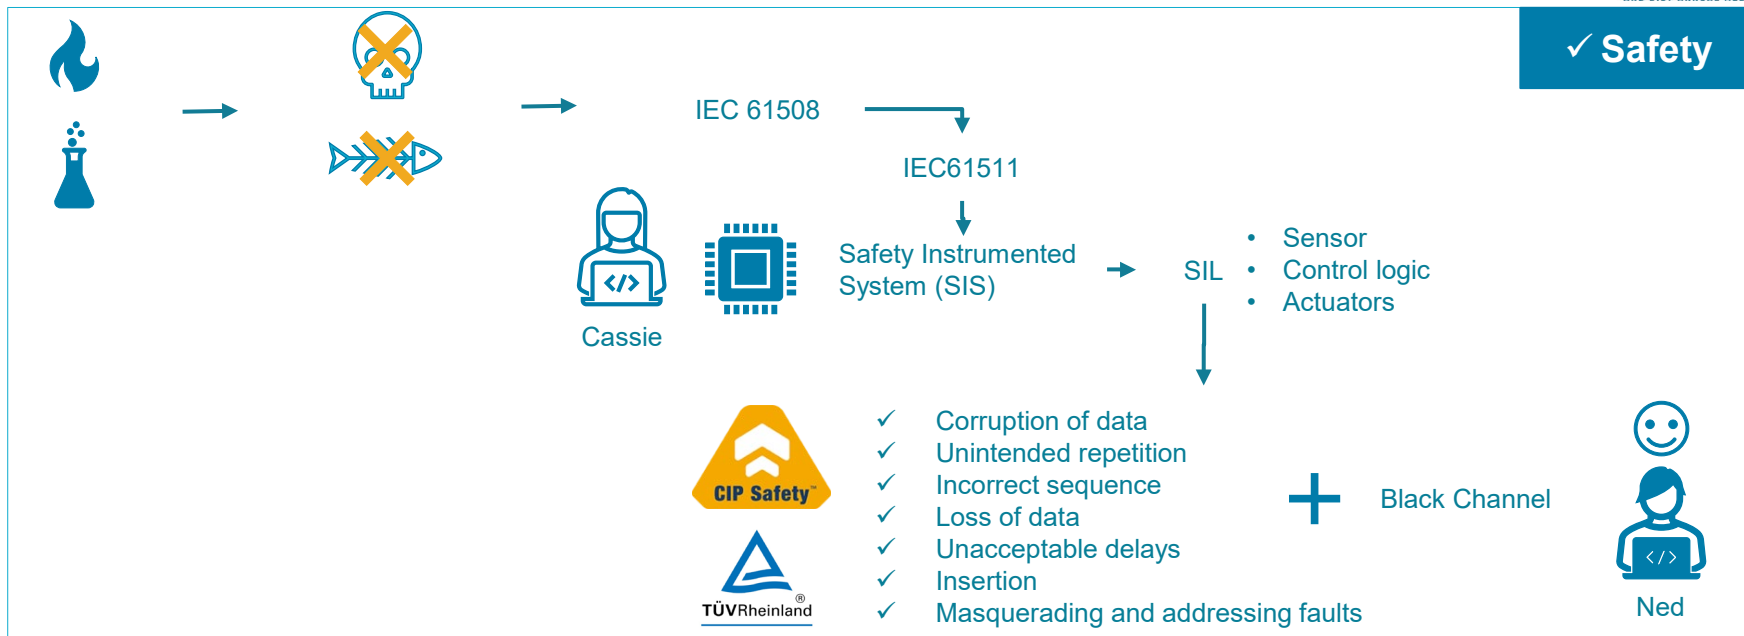 ✓ Safety
IEC 61508
IEC61511
Safety Instrumented
System (SIS)
SIL
• Sensor
• Control logic
• Actuators
</>
Cassie
CIP Safety™
TÜVRheinland®
✓ Corruption of data
✓ Unintended repetition
✓ Incorrect sequence
✓ Loss of data
✓ Unacceptable delays
✓ Insertion
✓ Masquerading and addressing faults
Black Channel
</>
Ned